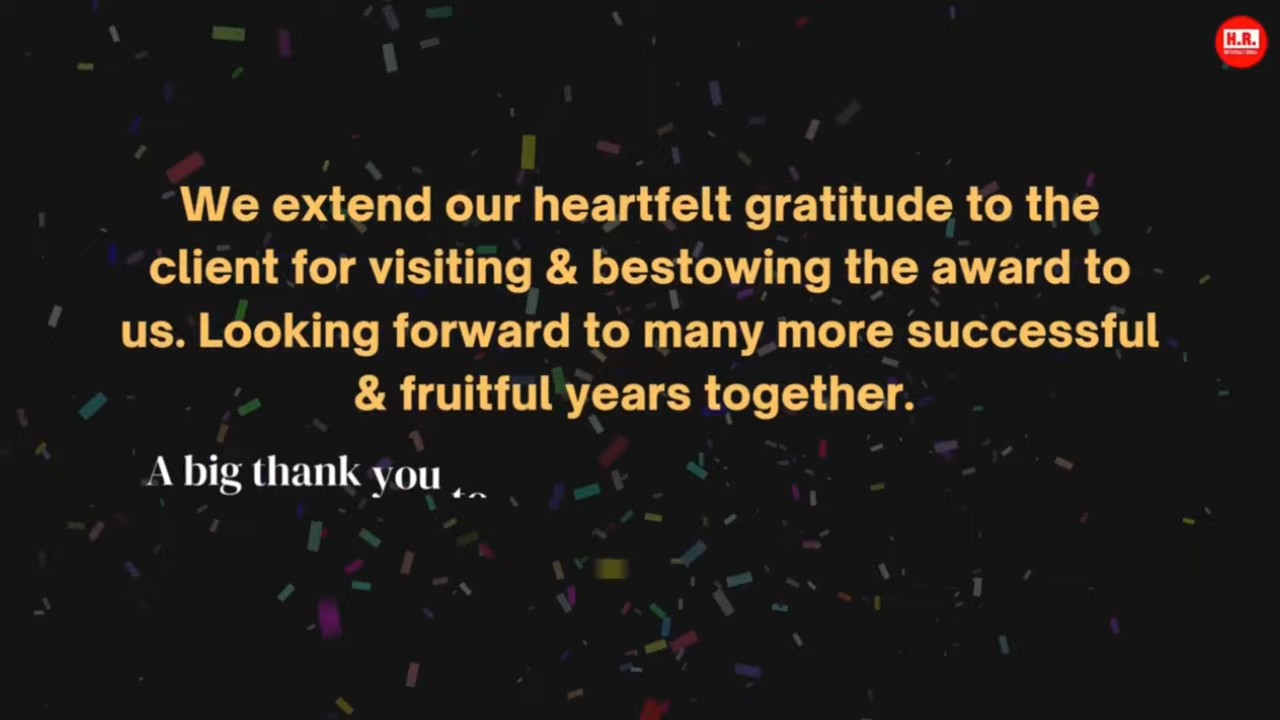 H.R.
INTERNATIONAL
We extend our heartfelt gratitude to the
client for visiting & bestowing the award to
us. Looking forward to many more successful
& fruitful years together.
A big thank you